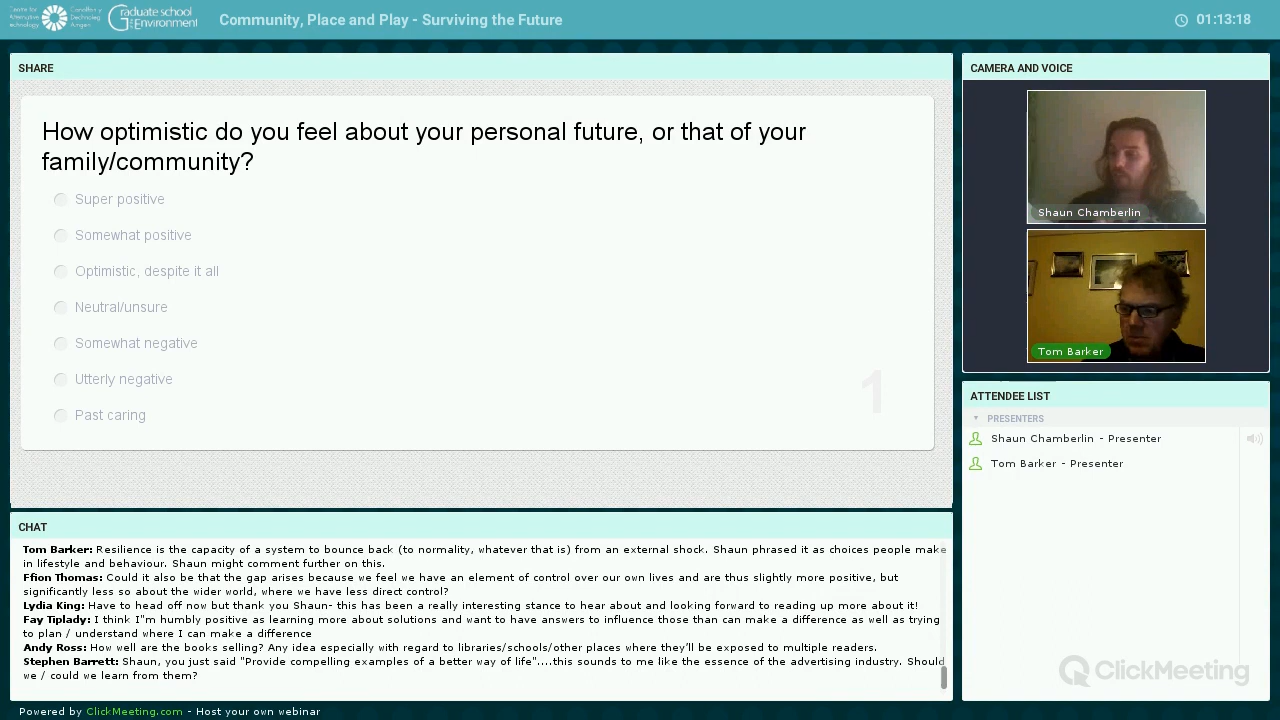 Centre for
Alternative
Technology
Graduate school
of the
Environment
Community, Place and Play - Surviving the Future
01:13:18
SHARE
CAMERA AND VOICE
How optimistic do you feel about your personal future, or that of your
family/community?
Super positive
Somewhat positive
Optimistic, despite it all
Neutral/unsure
Somewhat negative
Utterly negative
Past caring
1
Shaun Chamberlin
Tom Barker
ATTENDEE LIST
PRESENTERS
Shaun Chamberlin - Presenter
Tom Barker - Presenter
CHAT
Tom Barker: Resilience is the capacity of a system to bounce back (to normality, whatever that is) from an external shock. Shaun phrased it as choices people make
in lifestyle and behaviour. Shaun might comment further on this.
Ffion Thomas: Could it also be that the gap arises because we feel we have an element of control over our own lives and are thus slightly more positive, but
significantly less so about the wider world, where we have less direct control?
Lydia King: Have to head off now but thank you Shaun- this has been a really interesting stance to hear about and looking forward to reading up more about it!
Fay Tiplady: I think I"m humbly positive as learning more about solutions and want to have answers to influence those than can make a difference as well as trying
to plan / understand where I can make a difference
Andy Ross: How well are the books selling? Any idea especially with regard to libraries/schools/other places where they'll be exposed to multiple readers.
Stephen Barrett: Shaun, you just said "Provide compelling examples of a better way of life"....this sounds to me like the essence of the advertising industry. Should
we / could we learn from them?
ClickMeeting
Powered by ClickMeeting.com - Host your own webinar